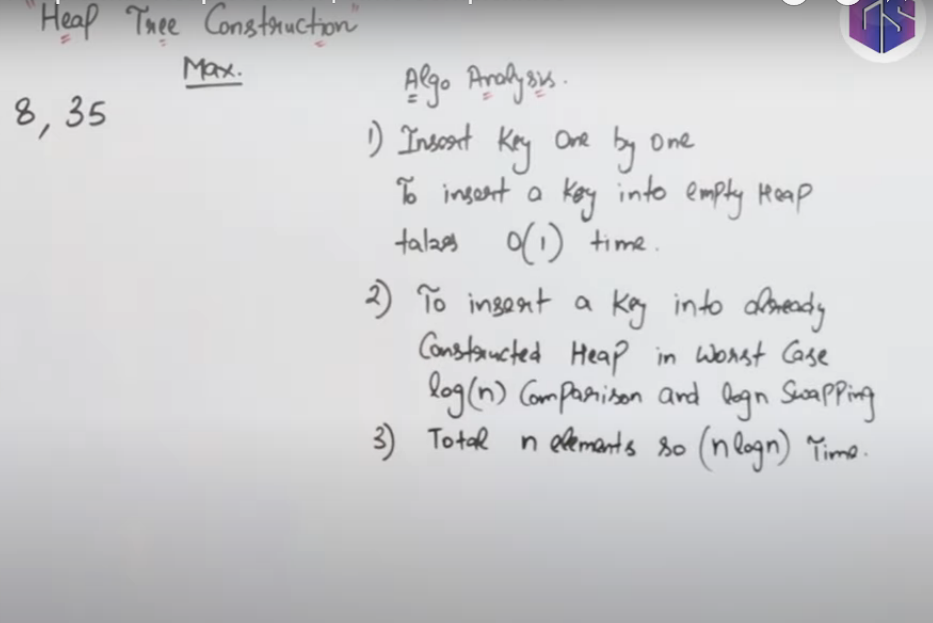 "Heap Tree Construction"
Max.
8, 35
Algo Analysis.
1) Insert Key One by one
To insert a Key into empty Heap
takes O(1) time.
2) To insert a Key into already
Constructed Heap in Worst Case
log(n) Comparison and logn Swapping
3) Total n elements so (n logn) Time.